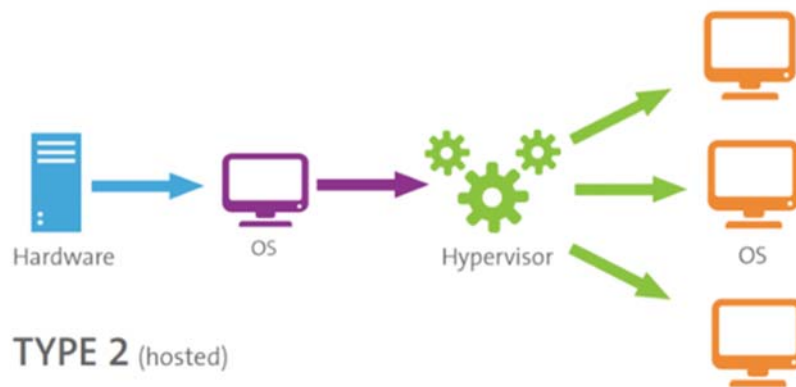 Hardware
OS
Hypervisor
OS
TYPE 2 (hosted)